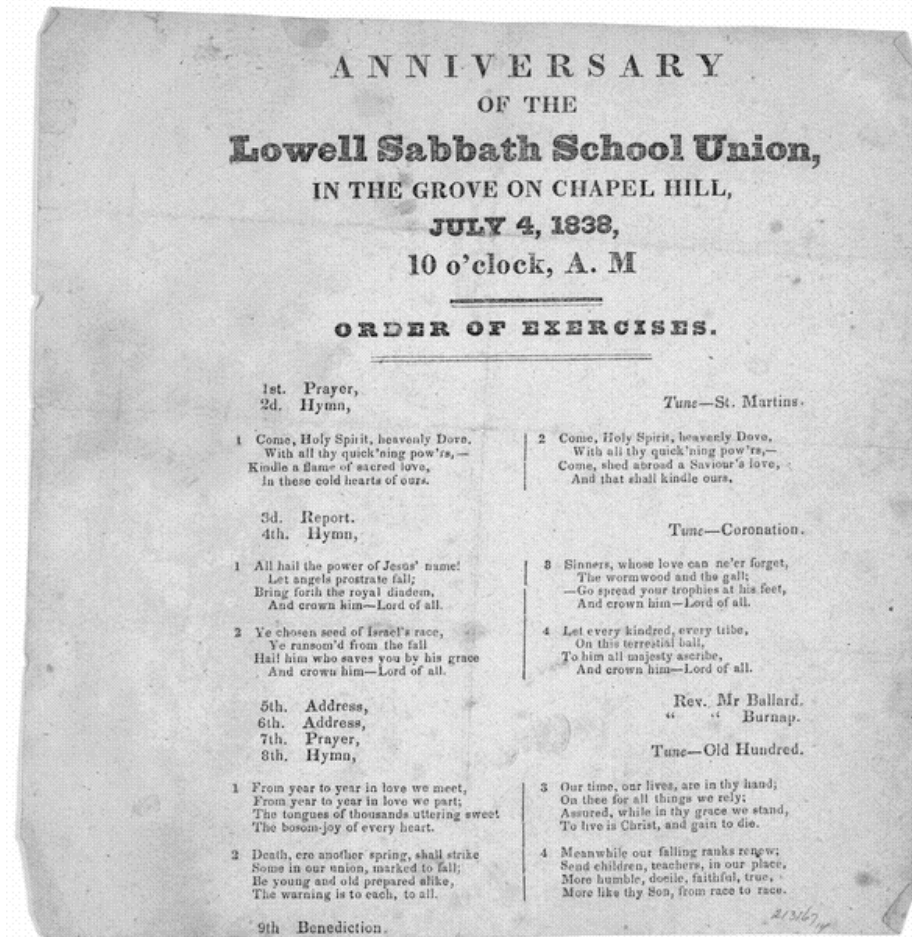 ANNIVERSARY
OF THE
Lowell Sabbath School Union,
IN THE GROVE ON CHAPEL HILL,
JULY 4, 1838,
10 o'clock, A. M
ORDER OF EXERCISES.
1st. Prayer,
2d. Hymn, Tune—St. Martins.
1 Come, Holy Spirit, heavenly Dove,
With all thy quick'ning pow'rs,—
Kindle a flame of sacred love,
In these cold hearts of ours.
2 Come, Holy Spirit, heavenly Dove,
With all thy quick'ning pow'rs,—
Come, shed abroad a Saviour's love,
And that shall kindle ours.
3d. Report.
4th. Hymn, Tune—Coronation.
1 All hail the power of Jesus' name!
Let angels prostrate fall;
Bring forth the royal diadem,
And crown him—Lord of all.
2 Ye chosen seed of Israel's race,
Ye ransom'd from the fall
Hail him who saves you by his grace
And crown him—Lord of all.
3 Sinners, whose love can ne'er forget,
The wormwood and the gall;
—Go spread your trophies at his feet,
And crown him—Lord of all.
4 Let every kindred, every tribe,
On this terrestial ball,
To him all majesty ascribe,
And crown him—Lord of all.
5th. Address, Rev. Mr Ballard.
6th. Address, “ “ Burnap.
7th. Prayer,
8th. Hymn, Tune—Old Hundred.
1 From year to year in love we meet,
From year to year in love we part;
The tongues of thousands uttering sweet
The bosom-joy of every heart.
2 Death, ere another spring, shall strike
Some in our union, marked to fall;
Be young and old prepared alike,
The warning is to each, to all.
3 Our time, our lives, are in thy hand;
On thee for all things we rely;
Assured, while in thy grace we stand,
To live is Christ, and gain to die.
4 Meanwhile our falling ranks renew;
Send children, teachers, in our place,
More humble, docile, faithful, true,
More like thy Son, from race to race.
9th Benediction.